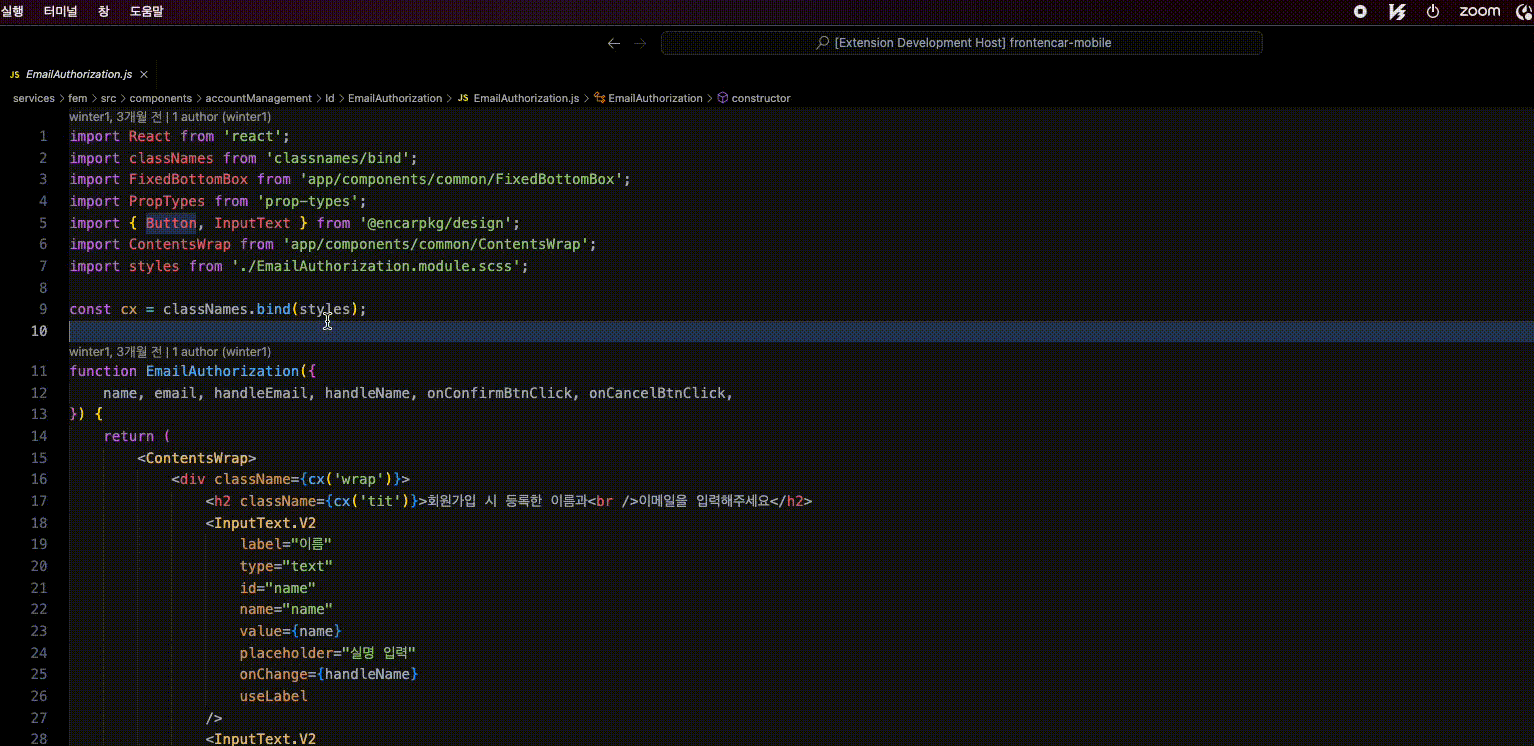 실행 터미널 창 도움말 zoom
[Extension Development Host] frontencar-mobile
JS EmailAuthorization.js
services > fem > src > components > accountManagement > Id > EmailAuthorization > JS EmailAuthorization.js > EmailAuthorization > constructor
winter1, 3개월 전 | 1 author (winter1)
1 import React from 'react';
2 import classNames from 'classnames/bind';
3 import FixedBottomBox from 'app/components/common/FixedBottomBox';
4 import PropTypes from 'prop-types';
5 import { Button, InputText } from '@encarpkg/design';
6 import ContentsWrap from 'app/components/common/ContentsWrap';
7 import styles from './EmailAuthorization.module.scss';
8
9 const cx = classNames.bind(styles);
10
winter1, 3개월 전 | 1 author (winter1)
11 function EmailAuthorization({
12 name, email, handleEmail, handleName, onConfirmBtnClick, onCancelBtnClick,
13 }) {
14 return (
15 <ContentsWrap>
16 <div className={cx('wrap')}>
17 <h2 className={cx('tit')}>회원가입 시 등록한 이름과<br />이메일을 입력해주세요</h2>
18 <InputText.V2
19 label="이름"
20 type="text"
21 id="name"
22 name="name"
23 value={name}
24 placeholder="실명 입력"
25 onChange={handleName}
26 useLabel
27 />
28 <InputText.V2